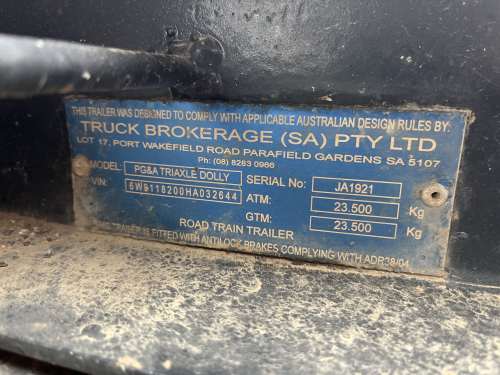 THIS TRAILER WAS DESIGNED TO COMPLY WITH APPLICABLE AUSTRALIAN DESIGN RULES BY:
TRUCK BROKERAGE (SA) PTY LTD
LOT 17, PORT WAKEFIELD ROAD PARAFIELD GARDENS SA 5107
Ph: (08) 8263 0966
MODEL: PG&A TRIAXLE DOLLY SERIAL No: JA1921
VIN: 6W9118200HA032644 ATM: 23.500 Kg
GTM: 23.500 Kg
ROAD TRAIN TRAILER
TRAILER IS FITTED WITH ANTILOCK BRAKES COMPLYING WITH ADR38/04